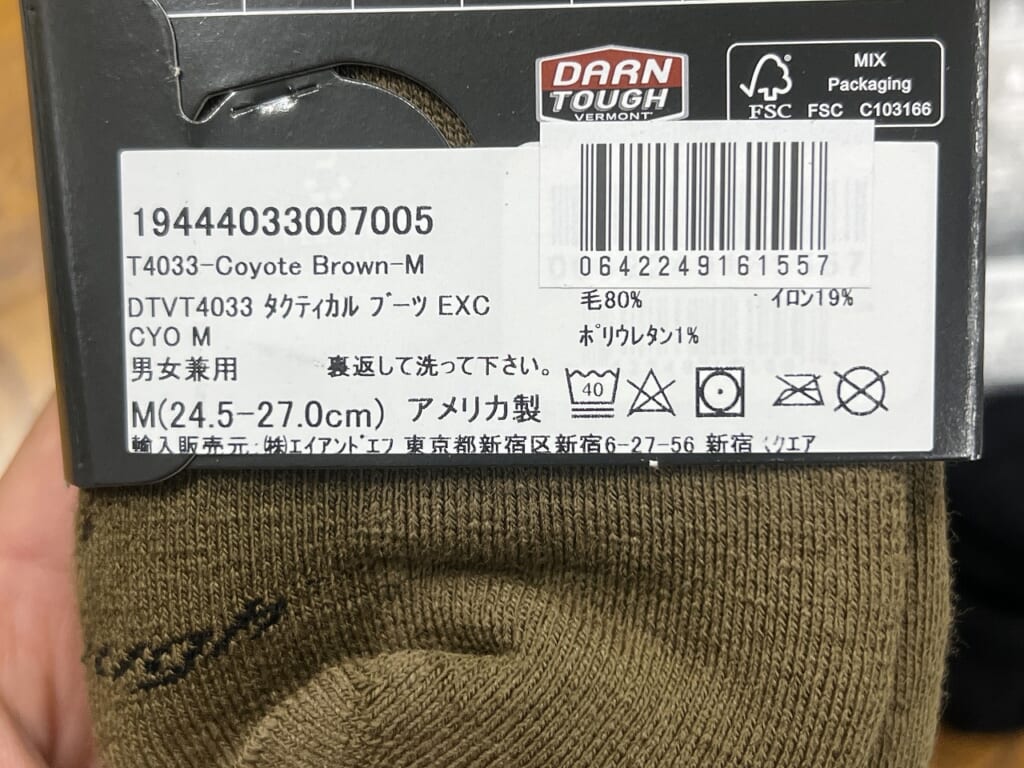 DARN
TOUGH
VERMONT
MIX
Packaging
FSC FSC C103166
19444033007005
T4033-Coyote Brown-M
DTVT4033 タクティカル ブーツ EXC
CYO M
男女兼用 裏返して洗って下さい。
M(24.5-27.0cm) アメリカ製
輸入販売元:㈱エイアンドエフ 東京都新宿区新宿6-27-56 新宿
0642249161557
毛80% イロン19%
ポリウレタン1%
40